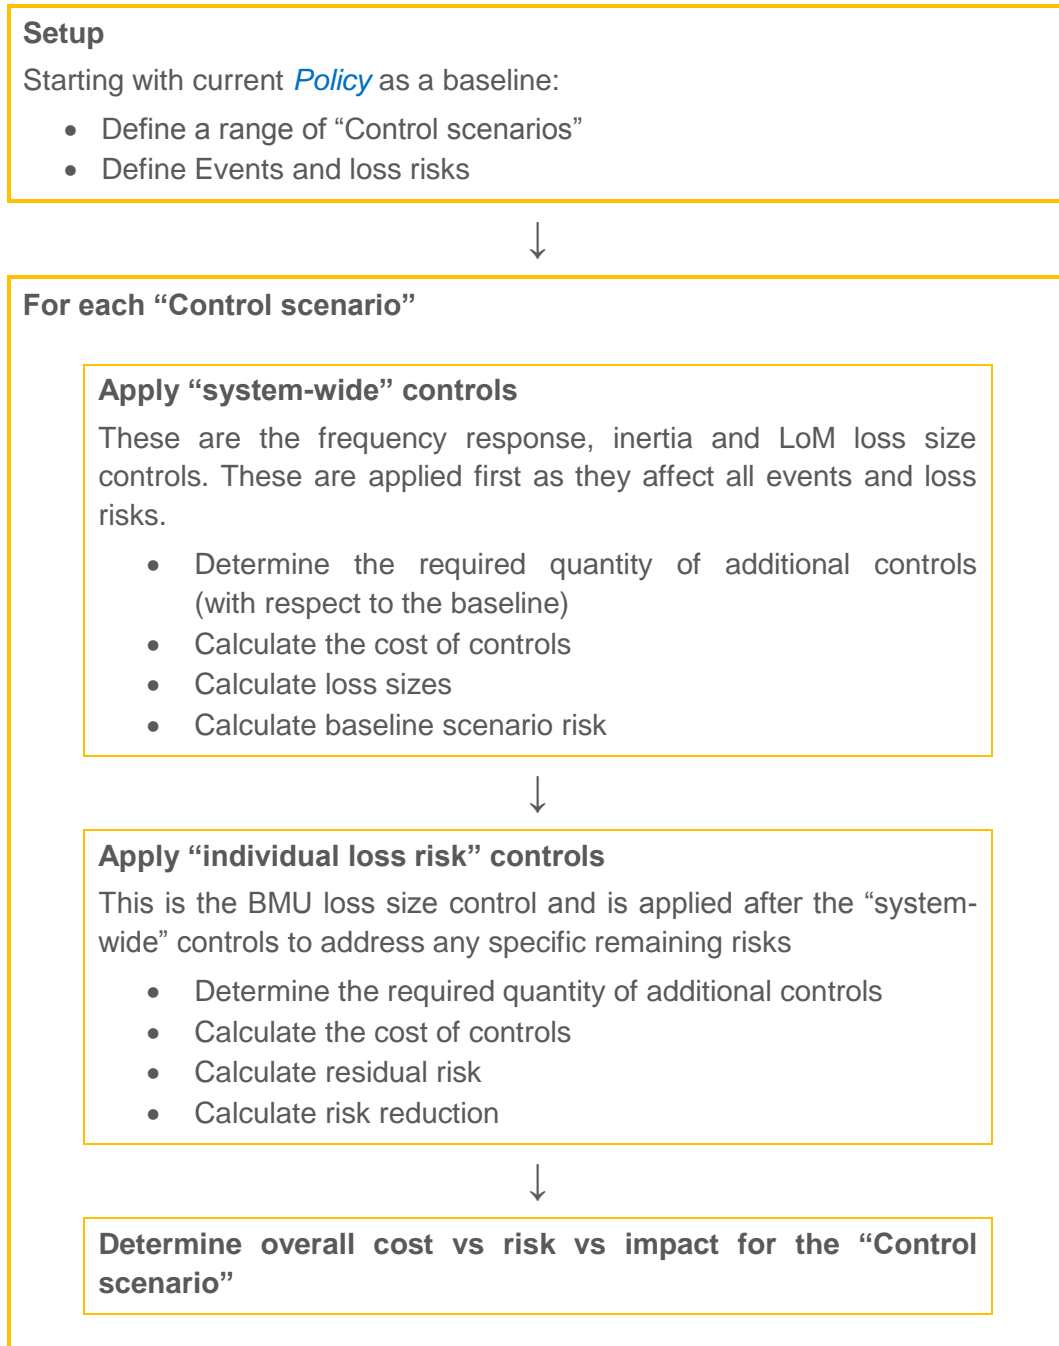 Setup
Starting with current Policy as a baseline:
• Define a range of “Control scenarios”
• Define Events and loss risks
↓
For each “Control scenario”
Apply “system-wide” controls
These are the frequency response, inertia and LoM loss size
controls. These are applied first as they affect all events and loss
risks.
• Determine the required quantity of additional controls
(with respect to the baseline)
• Calculate the cost of controls
• Calculate loss sizes
• Calculate baseline scenario risk
↓
Apply “individual loss risk” controls
This is the BMU loss size control and is applied after the “system-
wide” controls to address any specific remaining risks
• Determine the required quantity of additional controls
• Calculate the cost of controls
• Calculate residual risk
• Calculate risk reduction
↓
Determine overall cost vs risk vs impact for the “Control
scenario”